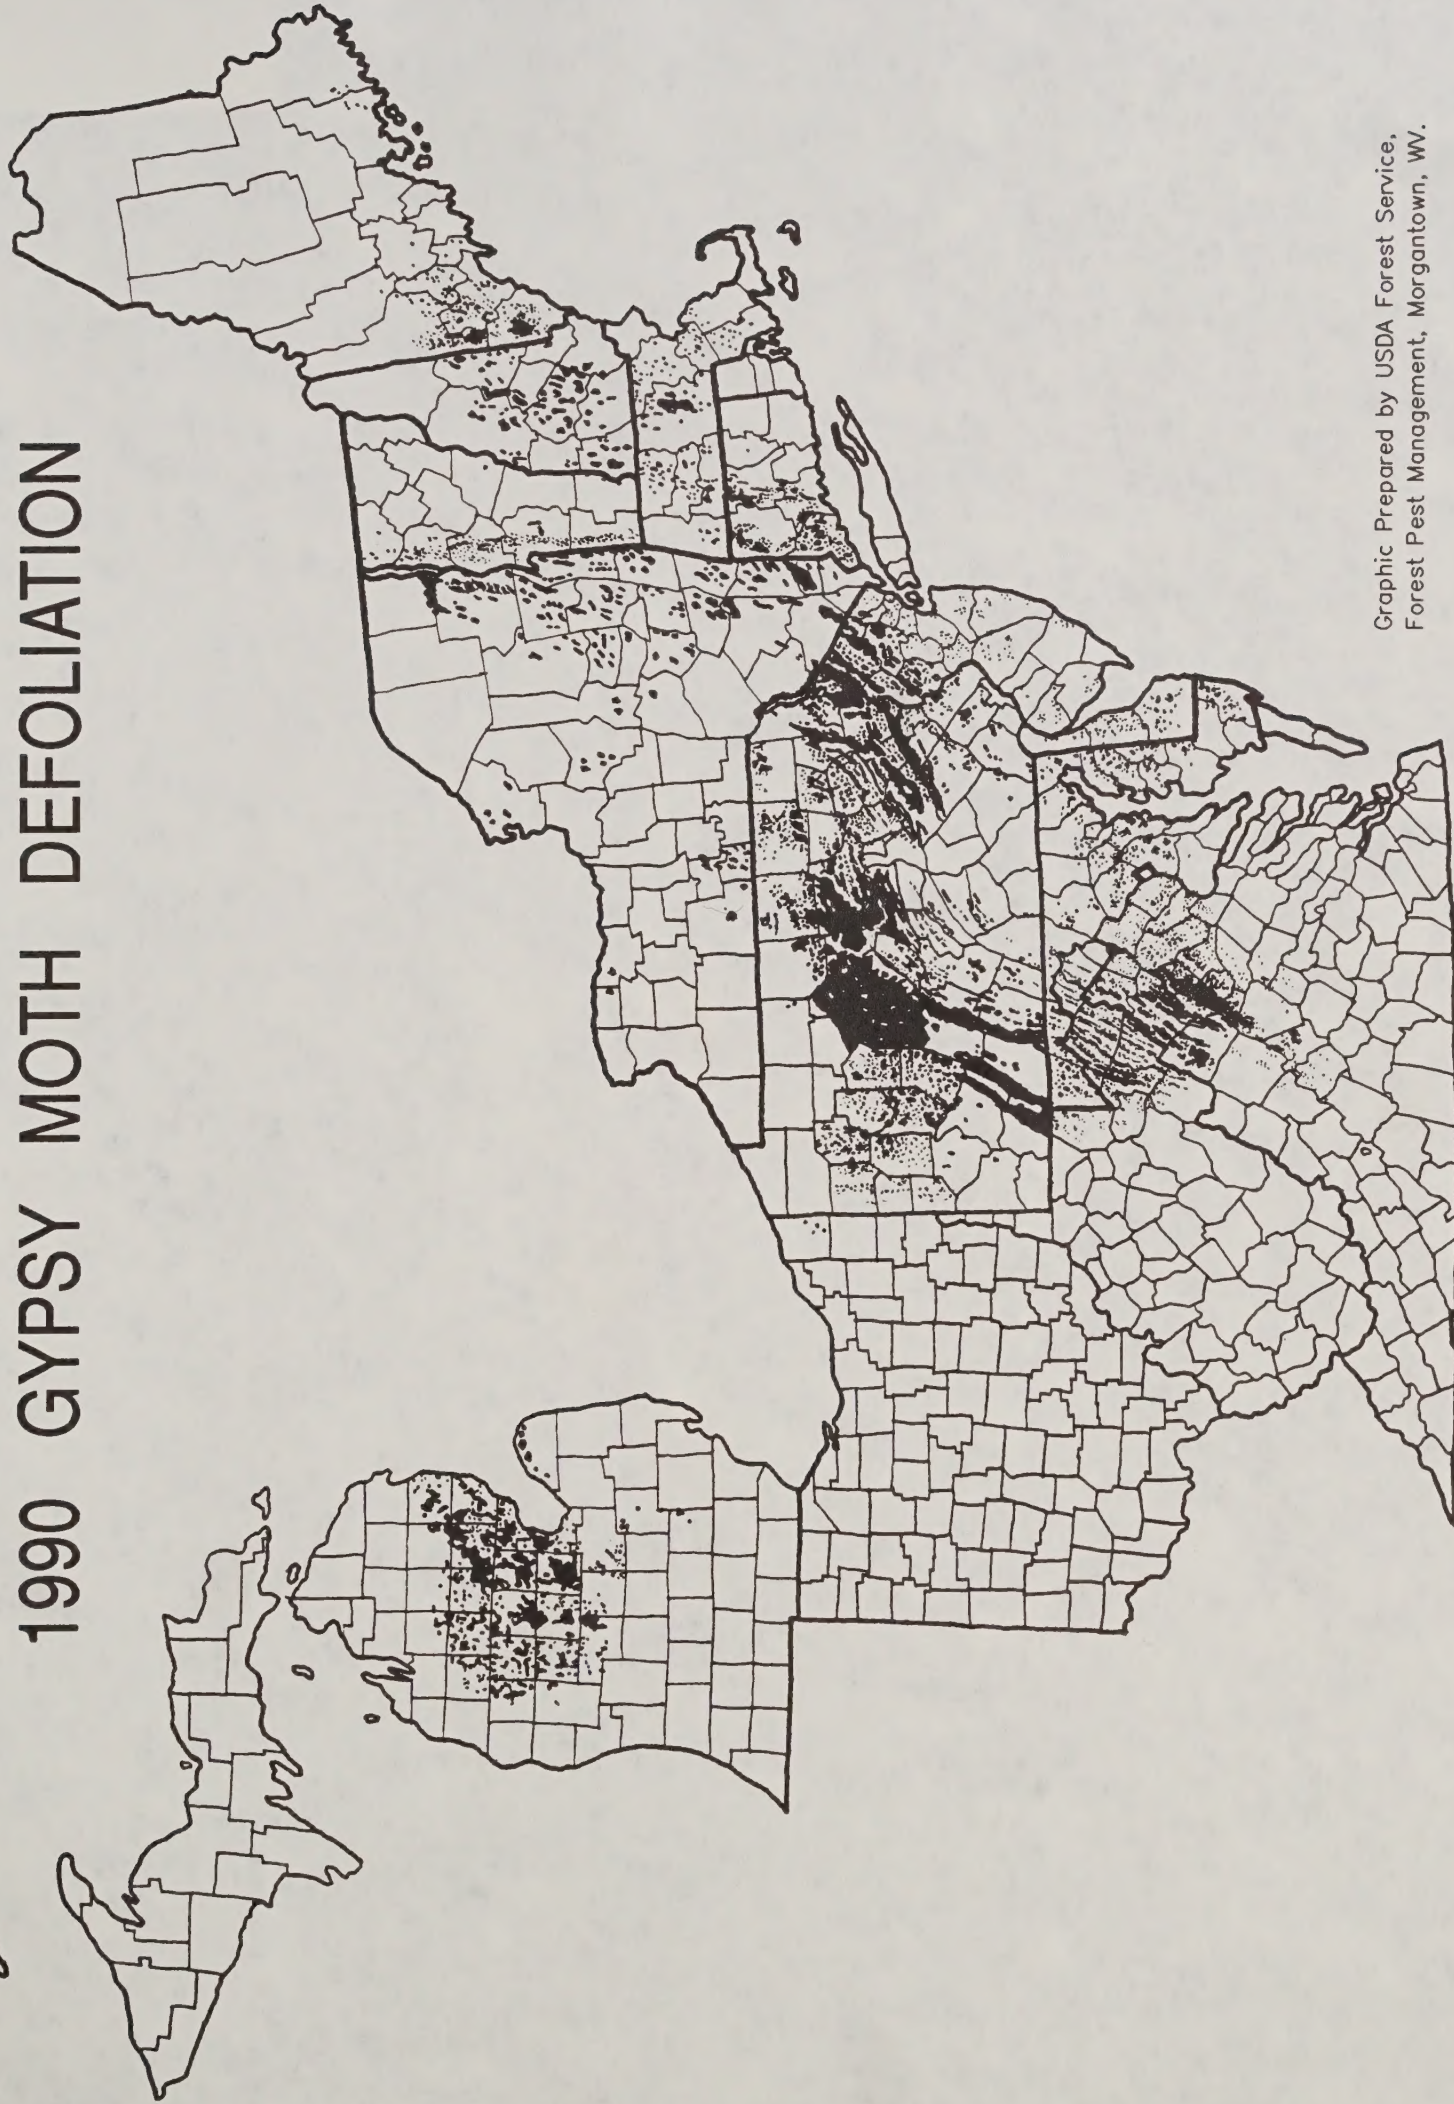 1990 GYPSY MOTH DEFOLIATION
Graphic Prepared by USDA Forest Service,
Forest Pest Management, Morgantown, WV.